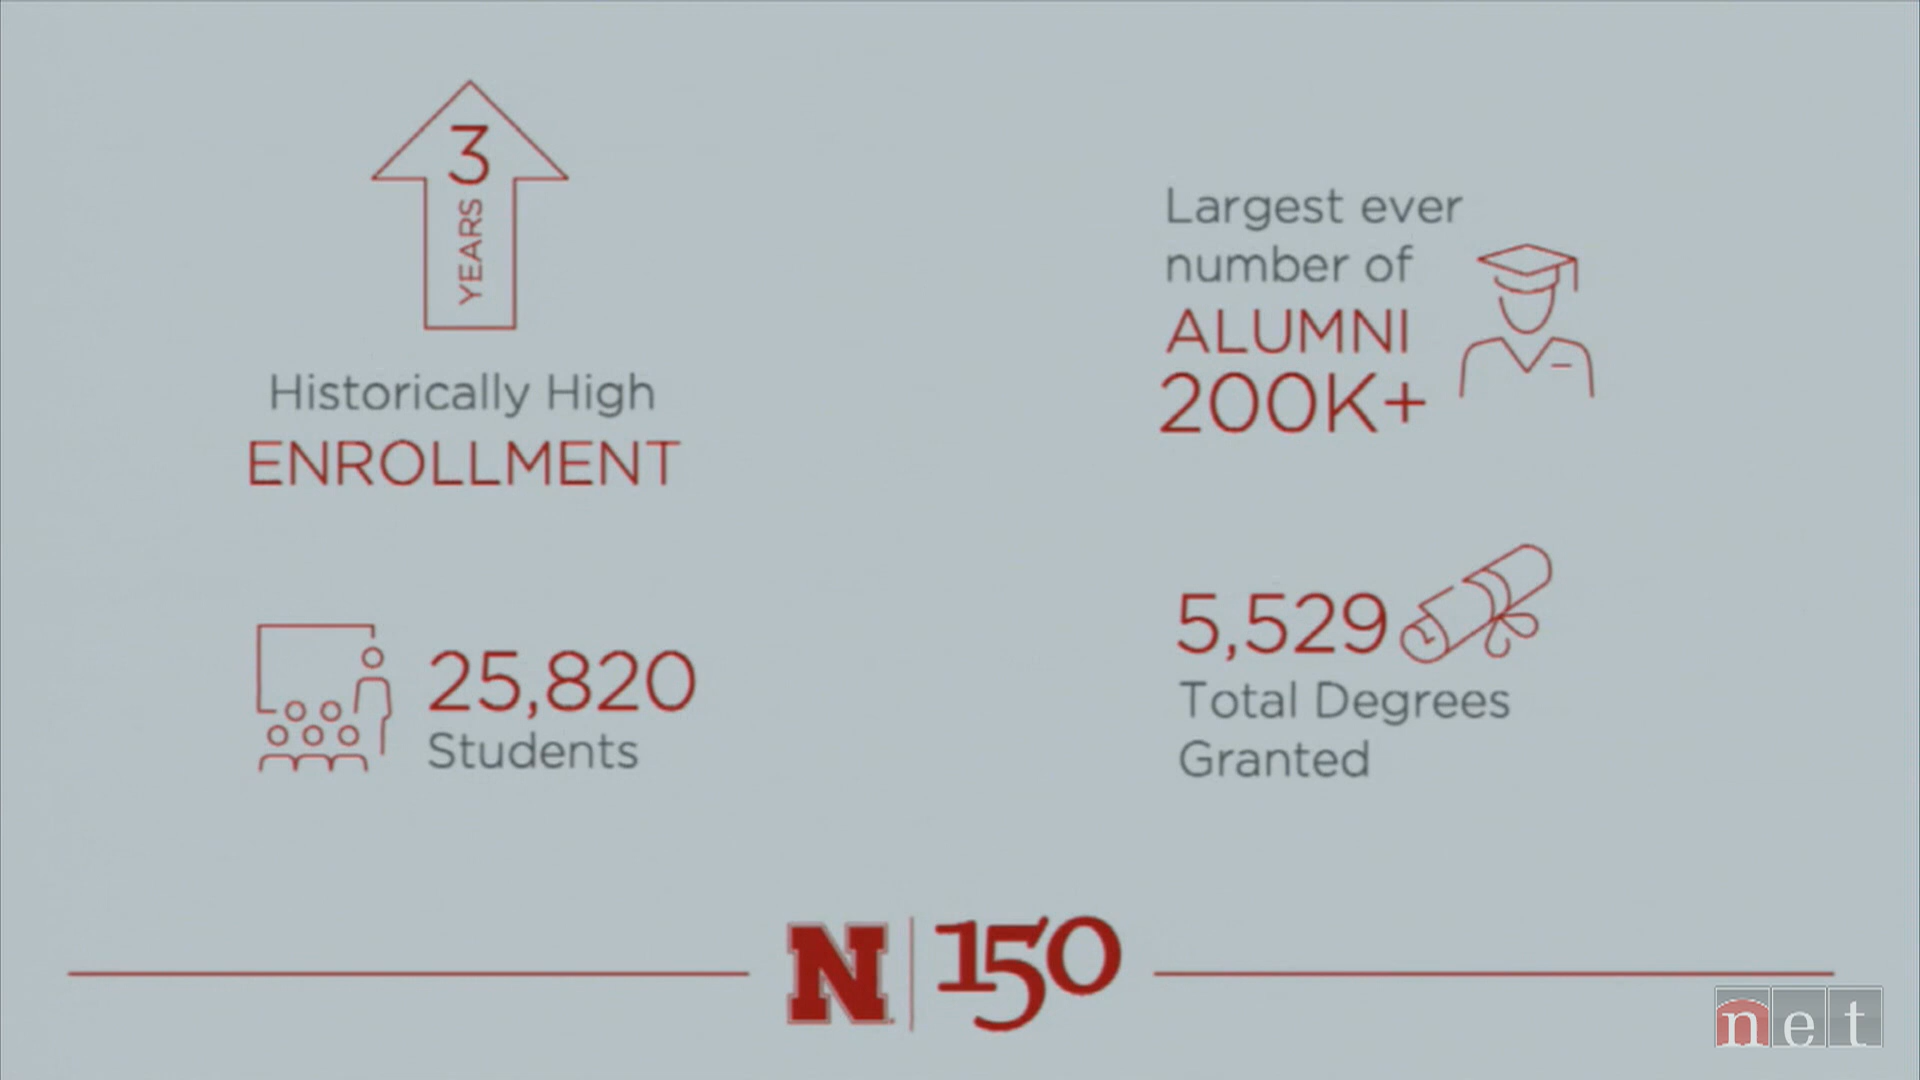 3
YEARS
Historically High
ENROLLMENT
25,820
Students
Largest ever
number of
ALUMNI
200K+
5,529
Total Degrees
Granted
N 150
net